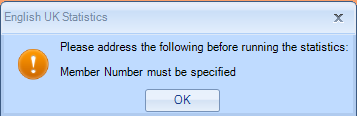 English UK Statistics
Please address the following before running the statistics:
Member Number must be specified
OK